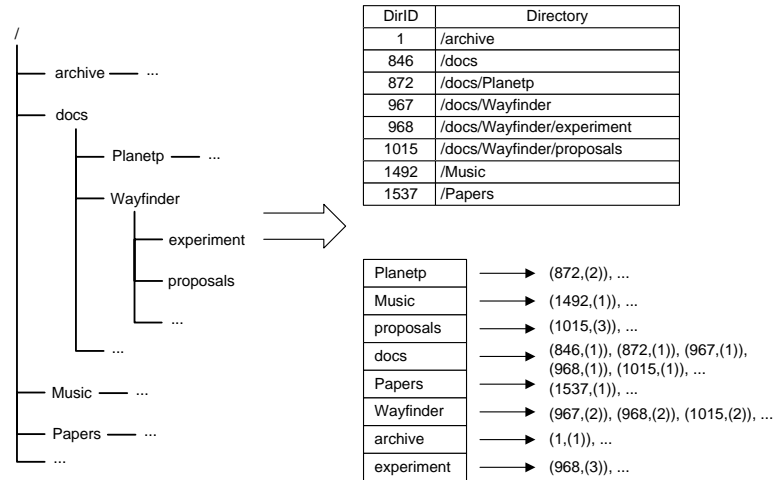 /
archive ...
docs
Planetp ...
Wayfinder
experiment
proposals
...
...
Music ...
Papers ...
...
DirID Directory
1 /archive
846 /docs
872 /docs/Planetp
967 /docs/Wayfinder
968 /docs/Wayfinder/experiment
1015 /docs/Wayfinder/proposals
1492 /Music
1537 /Papers
Planetp (872,(2)), ...
Music (1492,(1)), ...
proposals (1015,(3)), ...
docs (846,(1)), (872,(1)), (967,(1)),
(968,(1)), (1015,(1)), ...
Papers (1537,(1)), ...
Wayfinder (967,(2)), (968,(2)), (1015,(2)), ...
archive (1,(1)), ...
experiment (968,(3)), ...